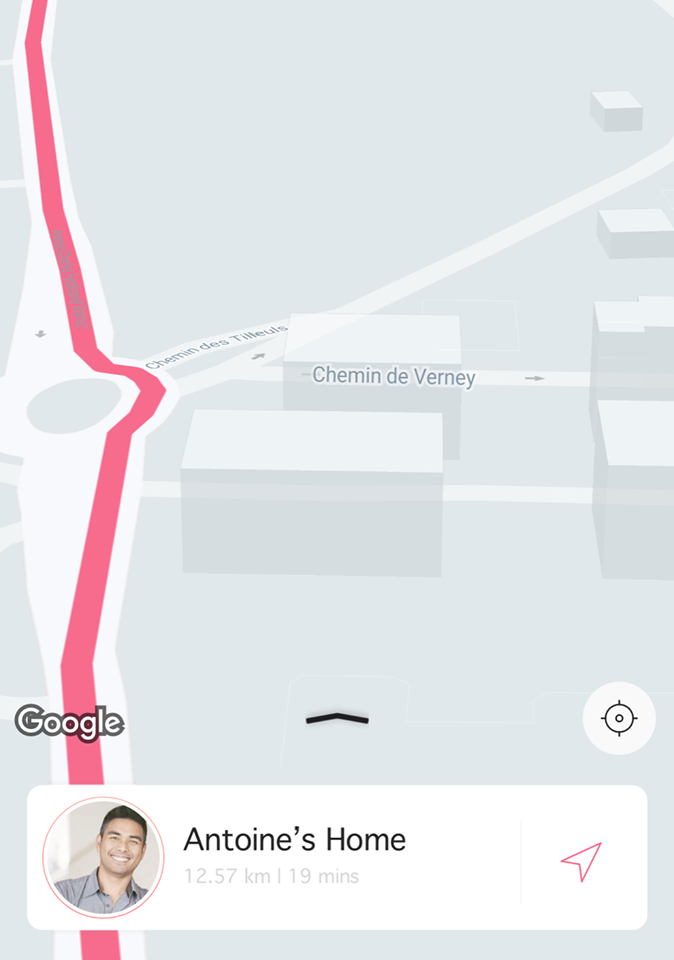 Chemin des Tilleuls
Chemin de Verney
Google
Antoine’s Home
12.57 km | 19 mins